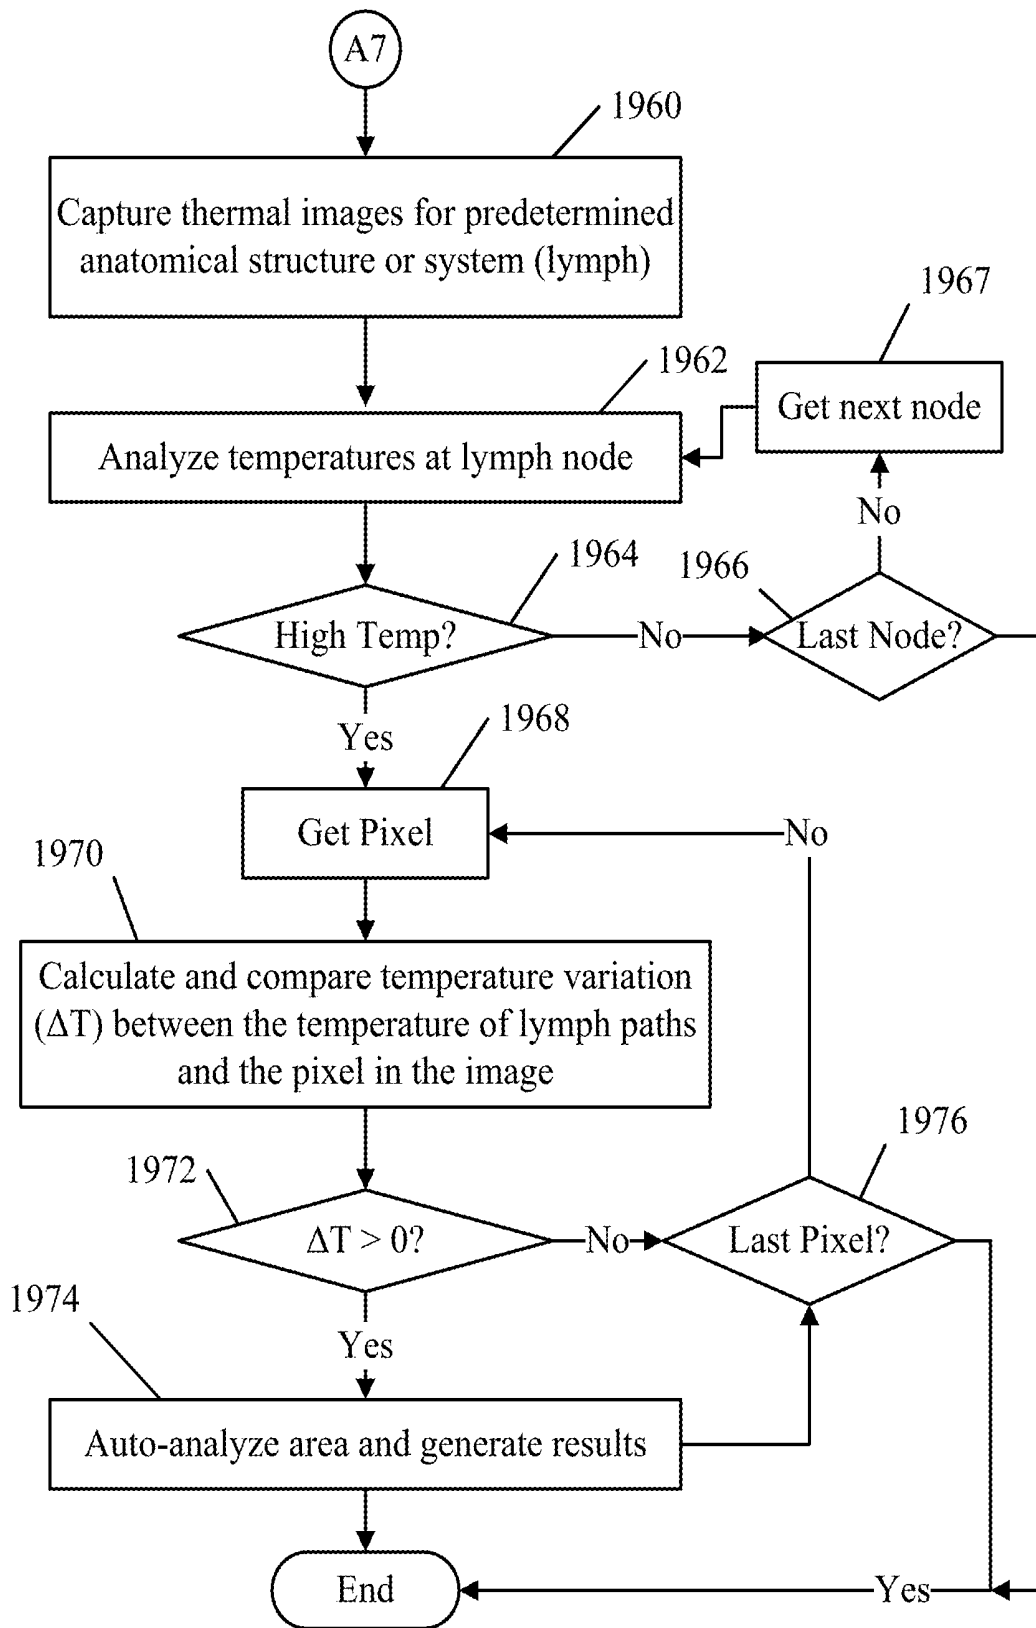 A7
1960
Capture thermal images for predetermined
anatomical structure or system (lymph)
1967
1962
Get next node
Analyze temperatures at lymph node
No
1964
1966
High Temp?
No
Last Node?
Yes
1968
Get Pixel
No
1970
Calculate and compare temperature variation
(ΔT) between the temperature of lymph paths
and the pixel in the image
1976
1972
ΔT > 0?
No
Last Pixel?
1974
Yes
Auto-analyze area and generate results
End
Yes